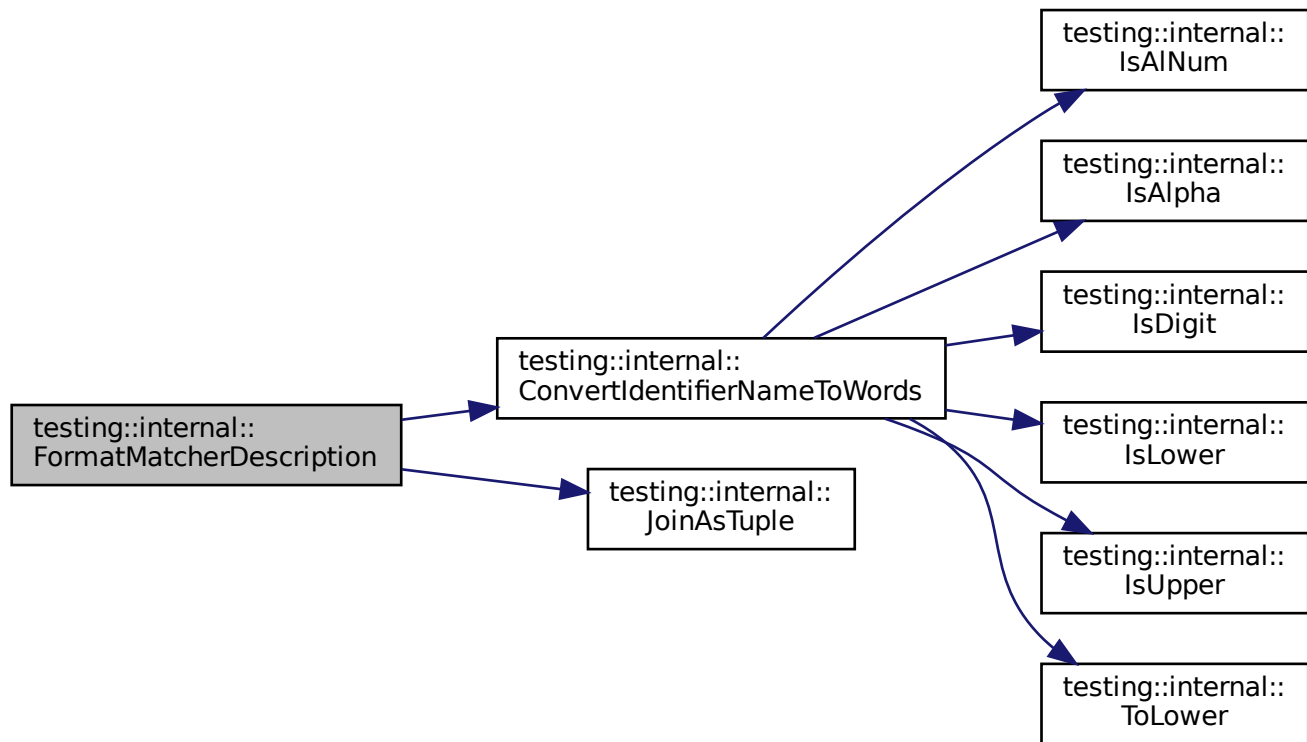 testing::internal::
IsAlNum
testing::internal::
IsAlpha
testing::internal::
IsDigit
testing::internal::
ConvertIdentifierNameToWords
testing::internal::
FormatMatcherDescription
testing::internal::
IsLower
testing::internal::
JoinAsTuple
testing::internal::
IsUpper
testing::internal::
ToLower